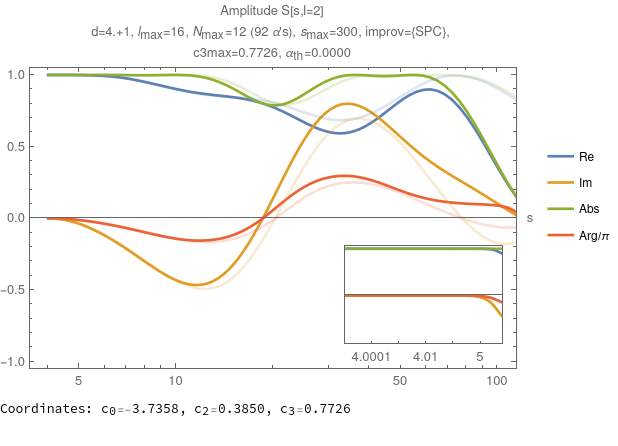 Amplitude S[s,l=2]
d=4.+1, lmax=16, Nmax=12 (92 α's), smax=300, improv={SPC},
c3max=0.7726, αth=0.0000
1.0
0.5
0.0
−0.5
−1.0
5
10
50
100
s
4.0001
4.01
5
Re
Im
Abs
Arg/π
Coordinates: c0=-3.7358, c2=0.3850, c3=0.7726